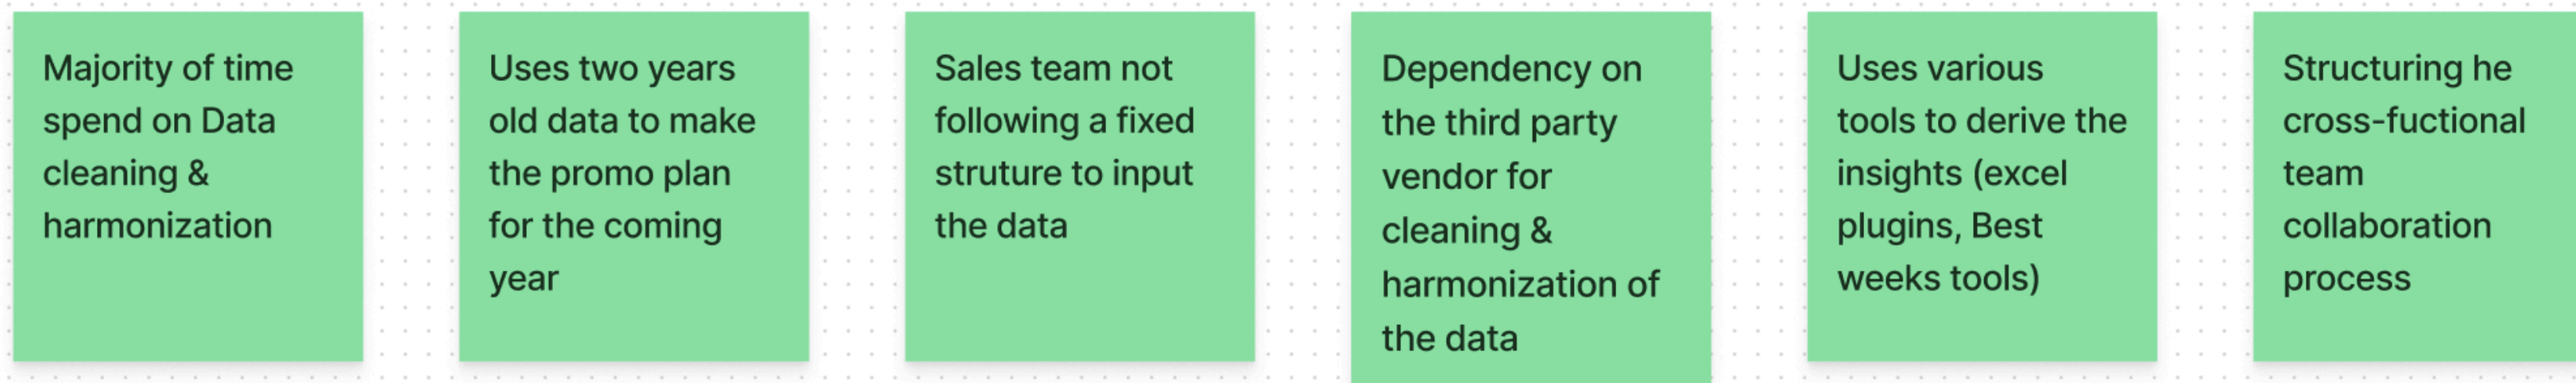 Majority of time
spend on Data
cleaning &
harmonization
Uses two years
old data to make
the promo plan
for the coming
year
Sales team not
following a fixed
struture to input
the data
Dependency on
the third party
vendor for
cleaning &
harmonization of
the data
Uses various
tools to derive the
insights (excel
plugins, Best
weeks tools)
Structuring he
cross-fuctional
team
collaboration
process